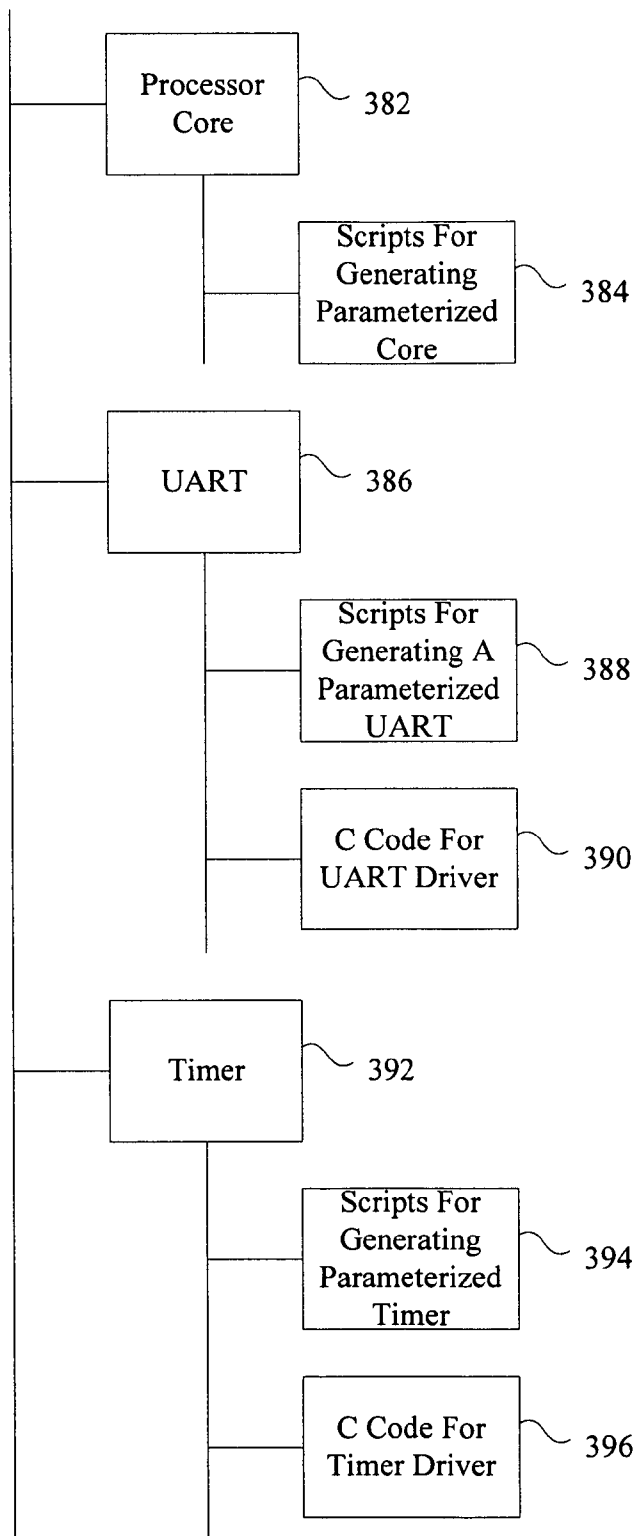 Processor
Core
382
Scripts For
Generating
Parameterized
Core
384
UART
386
Scripts For
Generating A
Parameterized
UART
388
C Code For
UART Driver
390
Timer
392
Scripts For
Generating
Parameterized
Timer
394
C Code For
Timer Driver
396